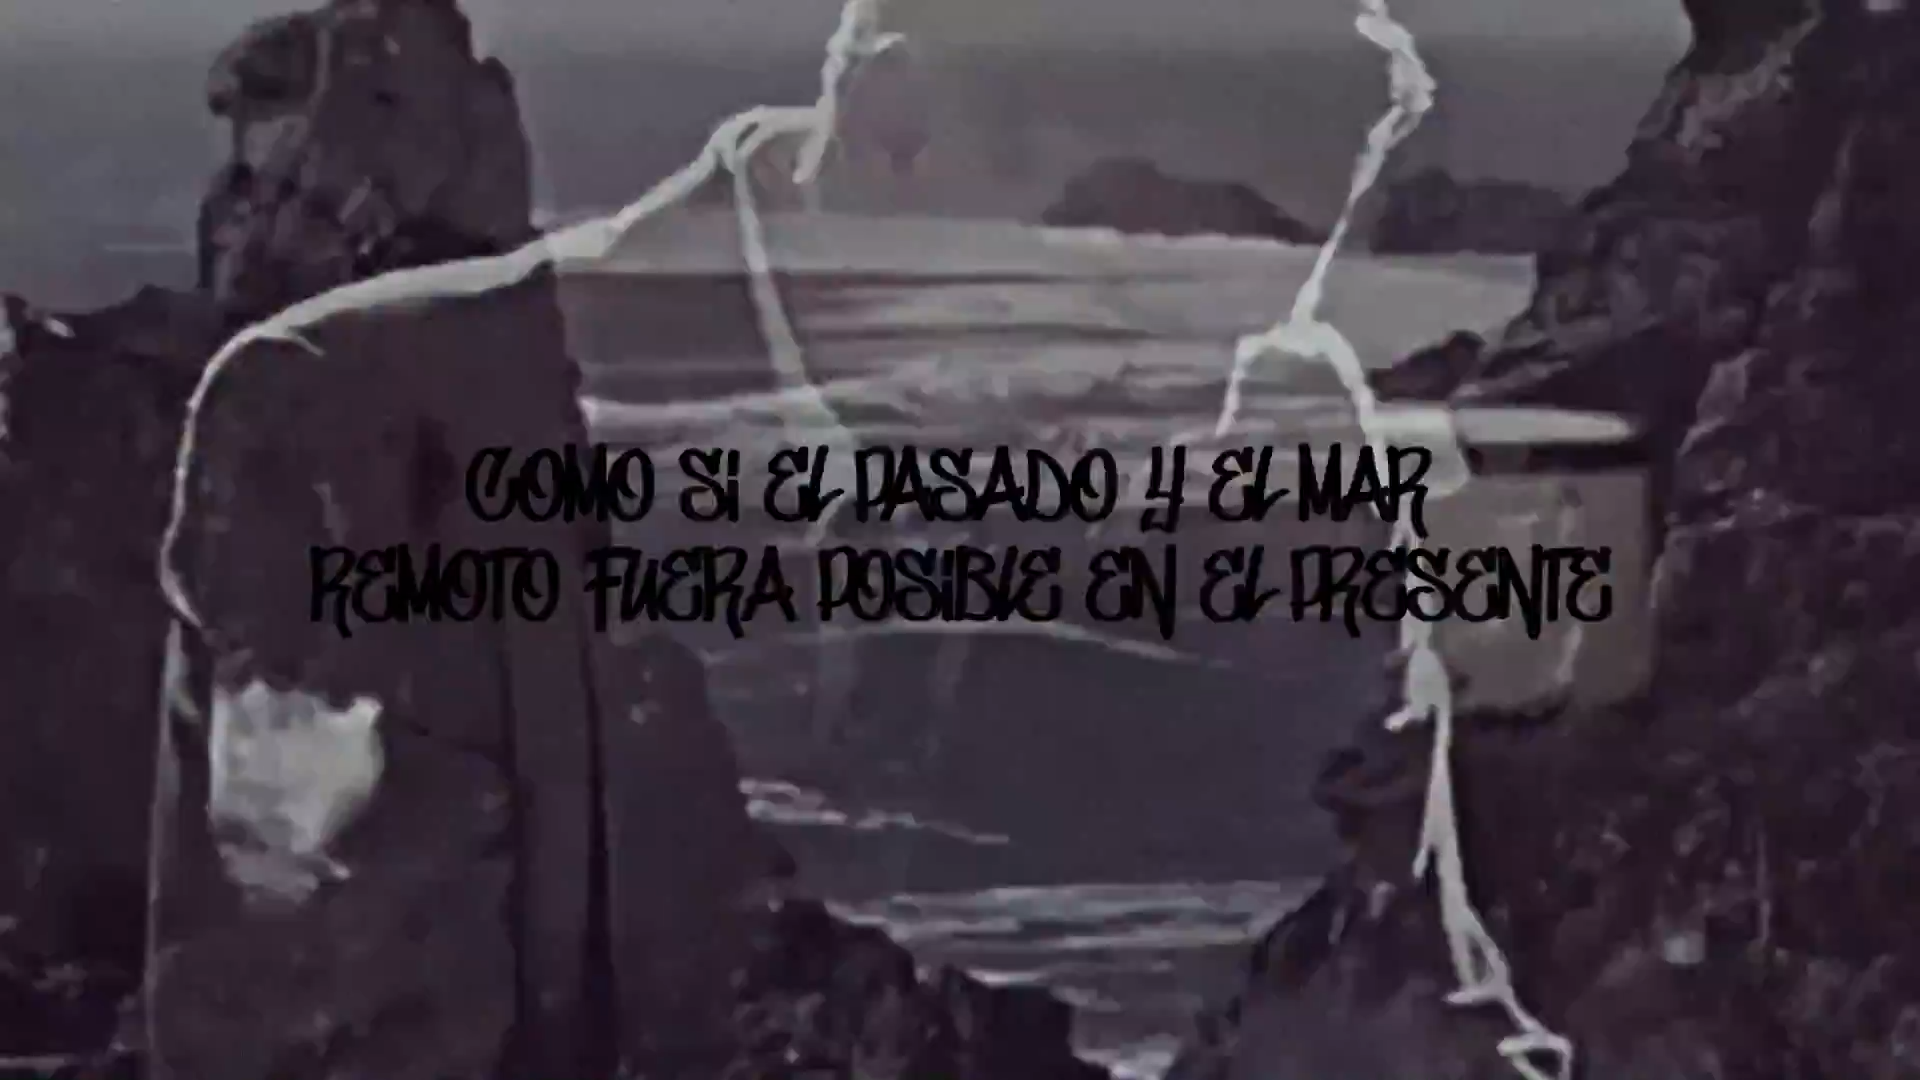 COMO Si EL PASADO Y EL MAR
REMOTO FUERA POSiBLE EN EL PRESENTE